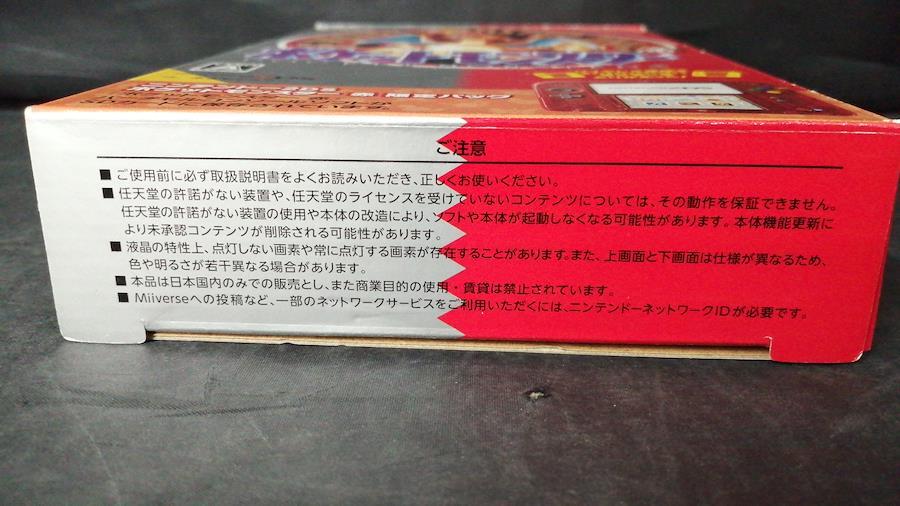 ご注意
■ご使用前に必ず取扱説明書をよくお読みいただき、正しくお使いください。
■任天堂の許諾がない装置や、任天堂のライセンスを受けていないコンテンツについては、その動作を保証できません。
任天堂の許諾がない装置の使用や本体の改造により、ソフトや本体が起動しなくなる可能性があります。本体機能更新に
より未承認コンテンツが削除される可能性があります。
■液晶の特性上、点灯しない画素や常に点灯する画素が存在することがあります。また、上画面と下画面は仕様が異なるため、
色や明るさが若干異なる場合があります。
■本品は日本国内のみでの販売とし、また商業目的の使用・賃貸は禁止されています。
■Miiverseへの投稿など、一部のネットワークサービスをご利用いただくには、ニンテンドーネットワークIDが必要です。